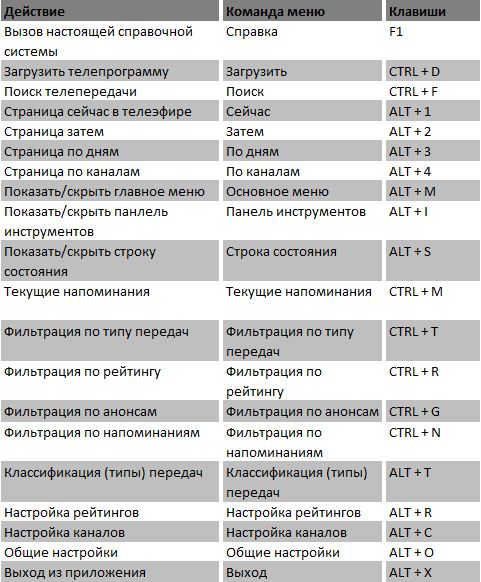 Действие Команда меню Клавиши
Вызов настоящей справочной Справка F1
системы
Загрузить телепрограмму Загрузить CTRL + D
Поиск телепередачи Поиск CTRL + F
Страница сейчас в телеэфире Сейчас ALT + 1
Страница затем Затем ALT + 2
Страница по дням По дням ALT + 3
Страница по каналам По каналам ALT + 4
Показать/скрыть главное меню Основное меню ALT + M
Показать/скрыть панлель Панель инструментов ALT + I
инструментов
Показать/скрыть строку Строка состояния ALT + S
состояния
Текущие напоминания Текущие напоминания CTRL + M
Фильтрация по типу передач Фильтрация по типу CTRL + T
передач
Фильтрация по рейтингу Фильтрация по CTRL + R
рейтингу
Фильтрация по анонсам Фильтрация по анонсам CTRL + G
Фильтрация по напоминаниям Фильтрация по CTRL + N
напоминаниям
Классификация (типы) передач Классификация (типы) ALT + T
передач
Настройка рейтингов Настройка рейтингов ALT + R
Настройка каналов Настройка каналов ALT + C
Общие настройки Общие настройки ALT + O
Выход из приложения Выход ALT + X